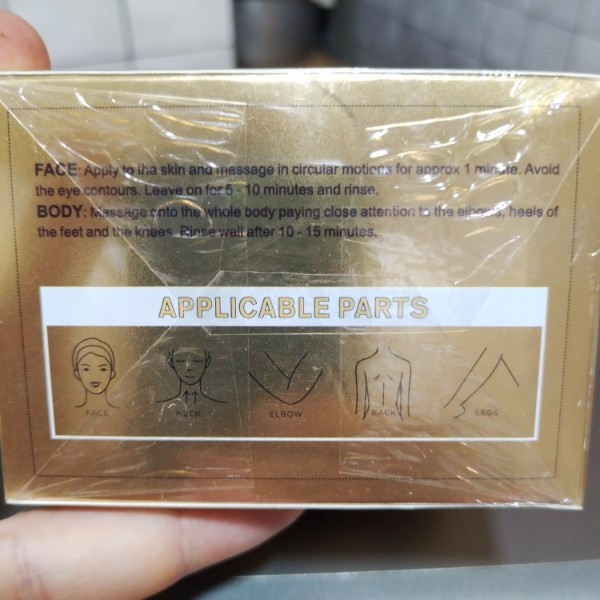 FACE: Apply to tha skin and massage in circular motions for approx 1 minute. Avoid
the eye contours. Leave on for 5 - 10 minutes and rinse.
BODY: Massage onto the whole body paying close attention to the elbows, heels of
the feet and the knees. Rinse well after 10 - 15 minutes.
APPLICABLE PARTS
FACE NECK ELBOW BACK LEGS